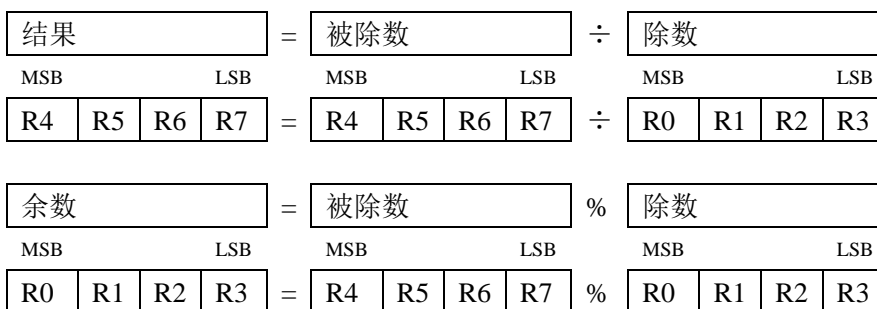 结果 = 被除数 ÷ 除数
MSB LSB MSB LSB MSB LSB
R4 R5 R6 R7 = R4 R5 R6 R7 ÷ R0 R1 R2 R3
余数 = 被除数 % 除数
MSB LSB MSB LSB MSB LSB
R0 R1 R2 R3 = R4 R5 R6 R7 % R0 R1 R2 R3